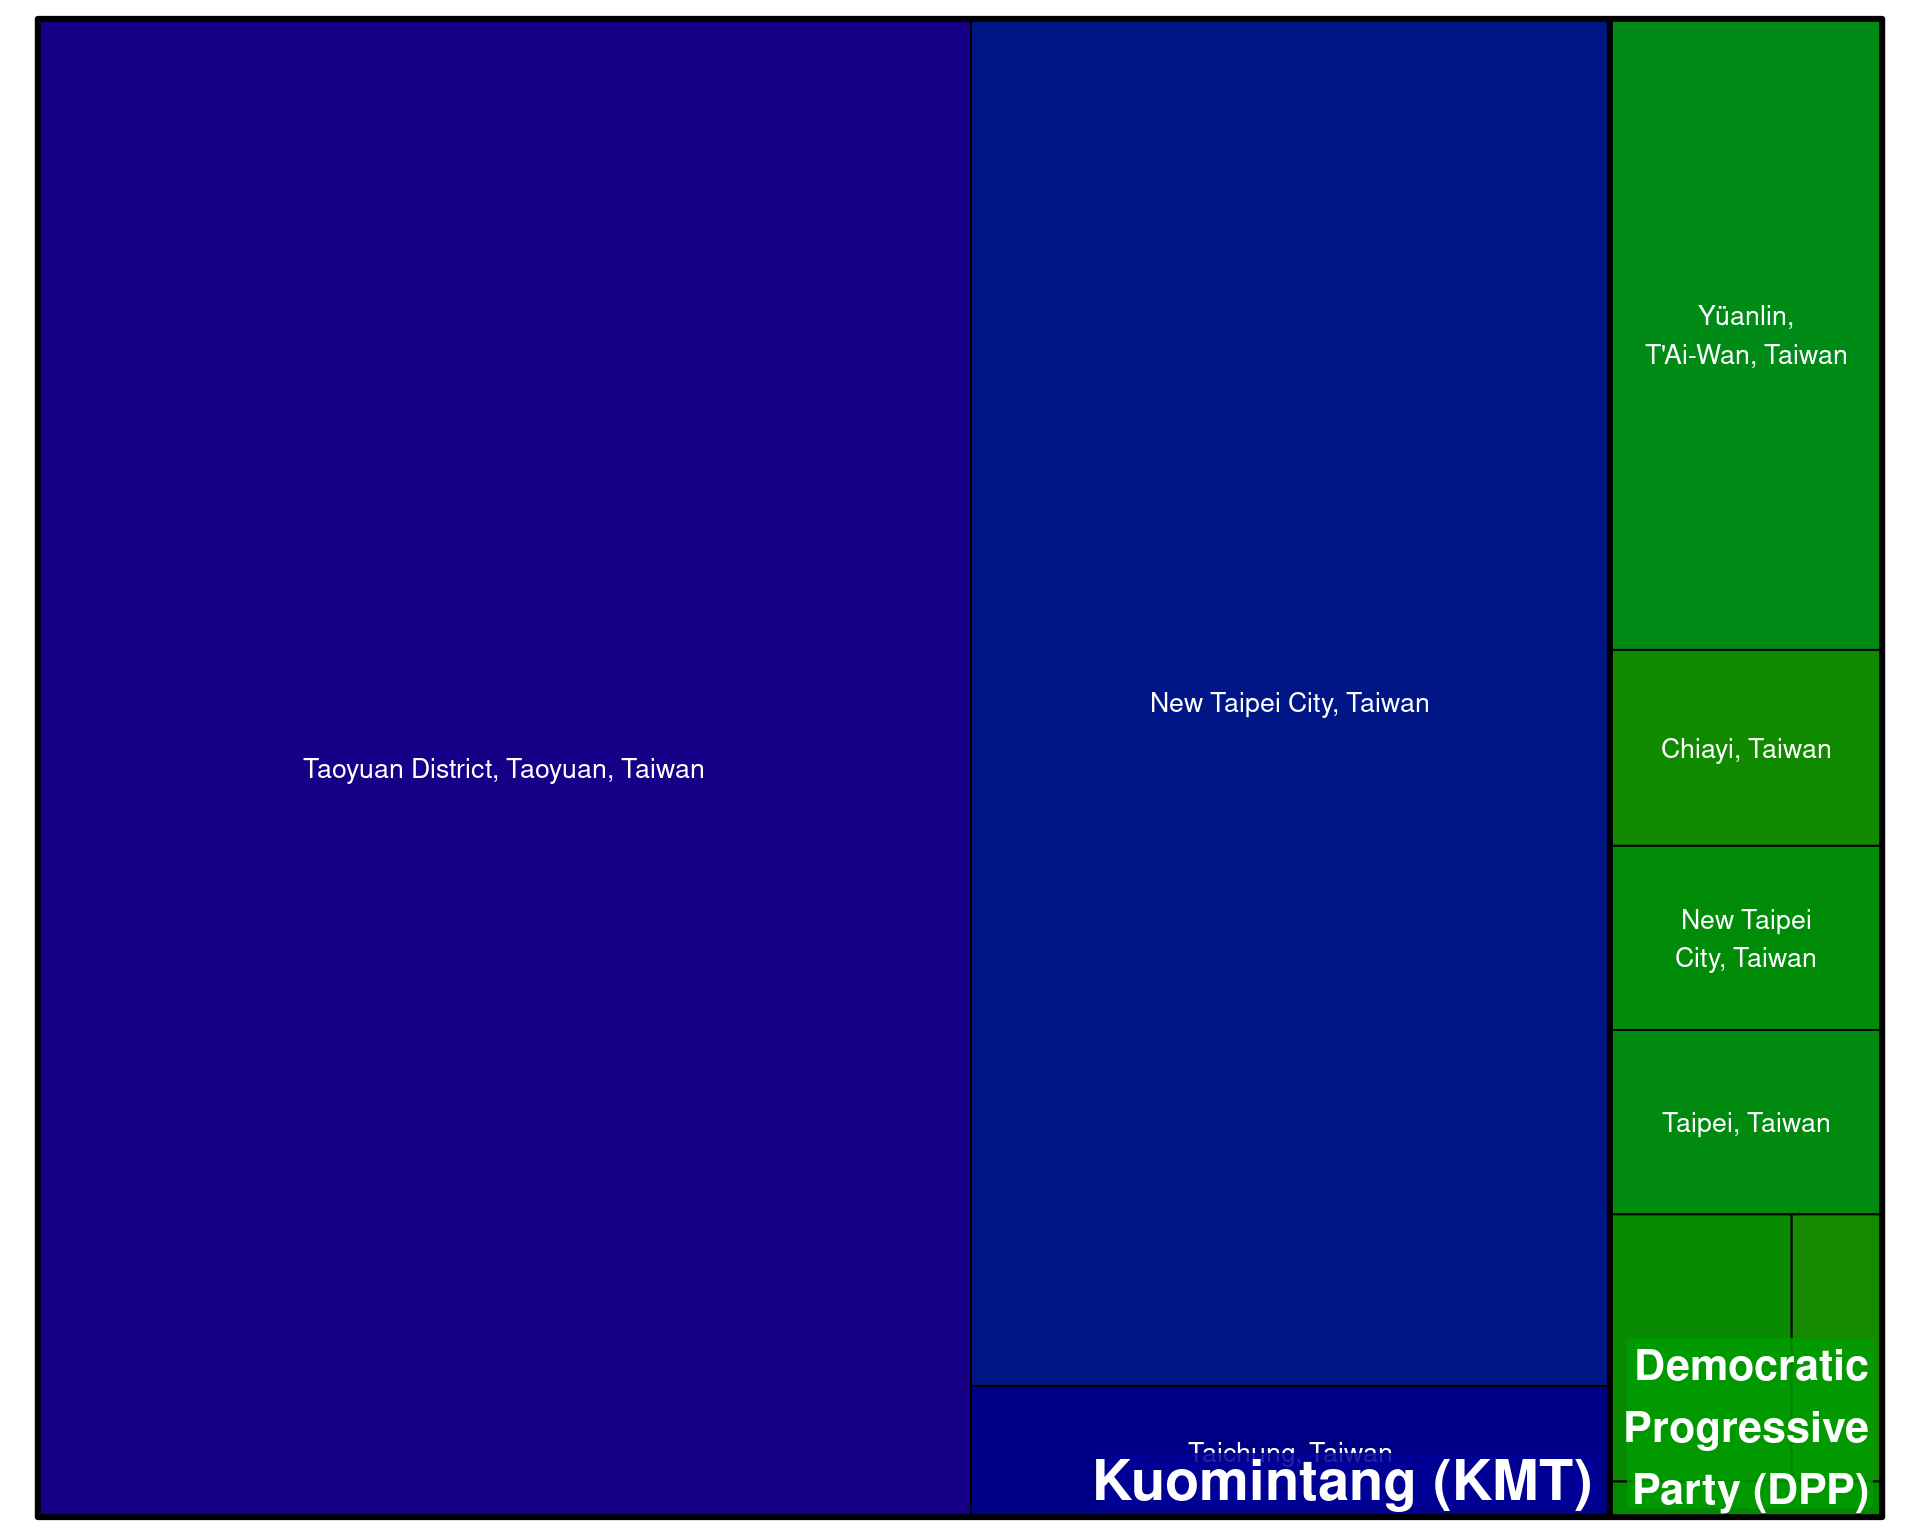 Taoyuan District, Taoyuan, Taiwan
New Taipei City, Taiwan
Taichung, Taiwan
Kuomintang (KMT)
Yüanlin,
T'Ai-Wan, Taiwan
Chiayi, Taiwan
New Taipei
City, Taiwan
Taipei, Taiwan
Democratic
Progressive
Party (DPP)